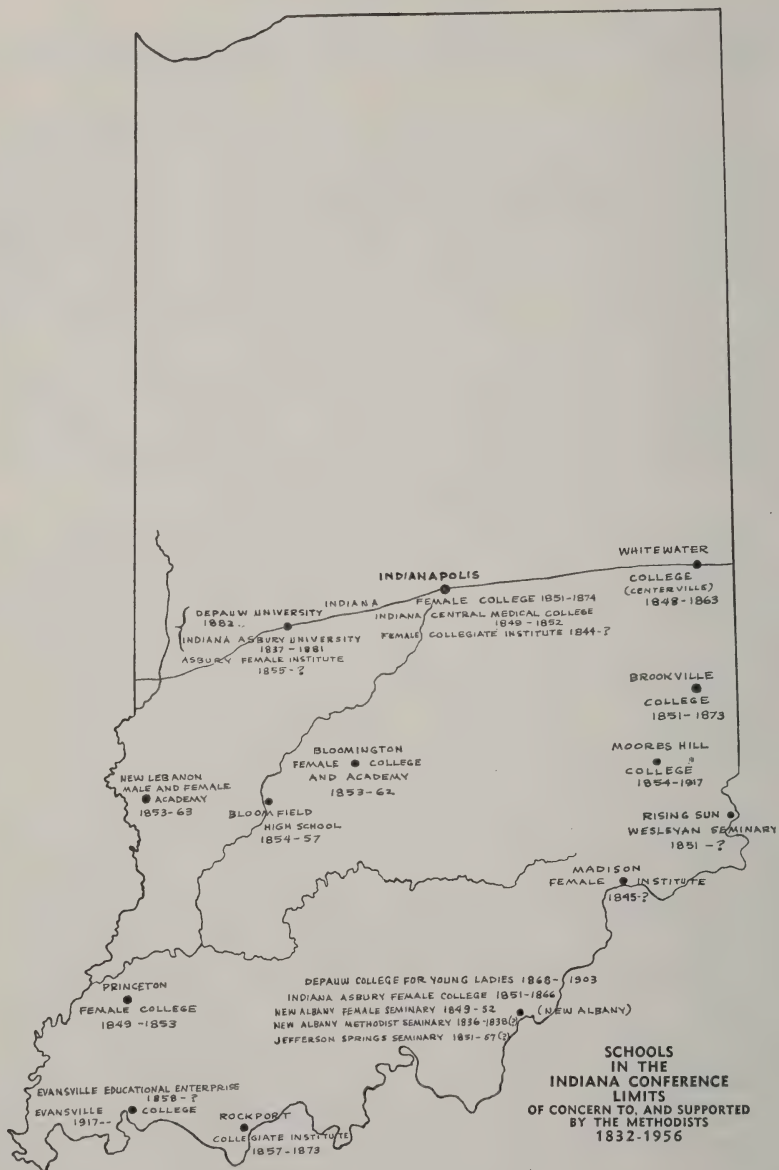 WHITEWATER
COLLEGE
(CENTERVILLE)
1848-1863
INDIANAPOLIS
INDIANA FEMALE COLLEGE 1851-1874
INDIANA CENTRAL MEDICAL COLLEGE
1849-1852
FEMALE COLLEGIATE INSTITUTE 1844-?
DEPAUW UNIVERSITY
1882..
INDIANA ASBURY UNIVERSITY
1837-1881
ASBURY FEMALE INSTITUTE
1855-?
BROOKVILLE
COLLEGE
1851-1873
MOORES HILL
COLLEGE
1854-1917
BLOOMINGTON
FEMALE COLLEGE
AND ACADEMY
1853-62
NEW LEBANON
MALE AND FEMALE
ACADEMY
1853-63
BLOOMFIELD
HIGH SCHOOL
1854-57
RISING SUN
WESLEYAN SEMINARY
1851-?
MADISON
FEMALE INSTITUTE
1845-?
PRINCETON
FEMALE COLLEGE
1849-1853
DEPAUW COLLEGE FOR YOUNG LADIES 1868-1903
INDIANA ASBURY FEMALE COLLEGE 1851-1866
NEW ALBANY FEMALE SEMINARY 1849-52
NEW ALBANY METHODIST SEMINARY 1836-1838(?)
JEFFERSON SPRINGS SEMINARY 1851-57(?)
(NEW ALBANY)
EVANSVILLE EDUCATIONAL ENTERPRISE
1858-?
EVANSVILLE COLLEGE
1917--
ROCKPORT
COLLEGIATE INSTITUTE
1857-1873
SCHOOLS
IN THE
INDIANA CONFERENCE
LIMITS
OF CONCERN TO, AND SUPPORTED
BY THE METHODISTS
1832-1956